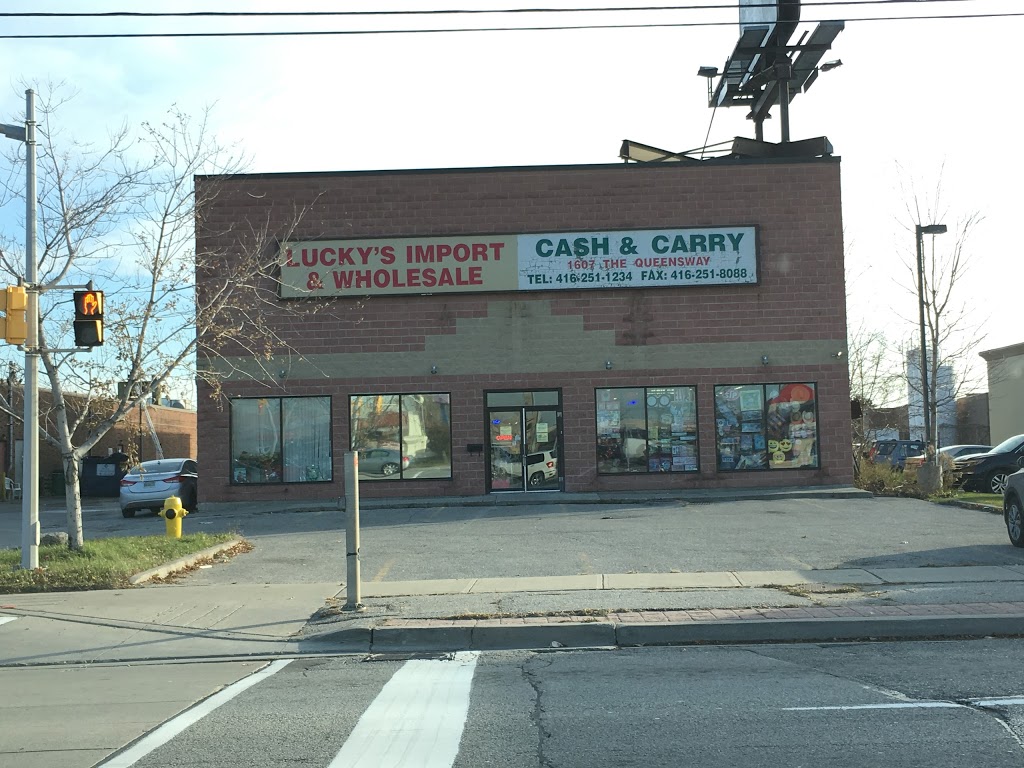 LUCKY'S IMPORT
& WHOLESALE
CASH & CARRY
1607 THE QUEENSWAY
TEL: 416-251-1234 FAX: 416-251-8088